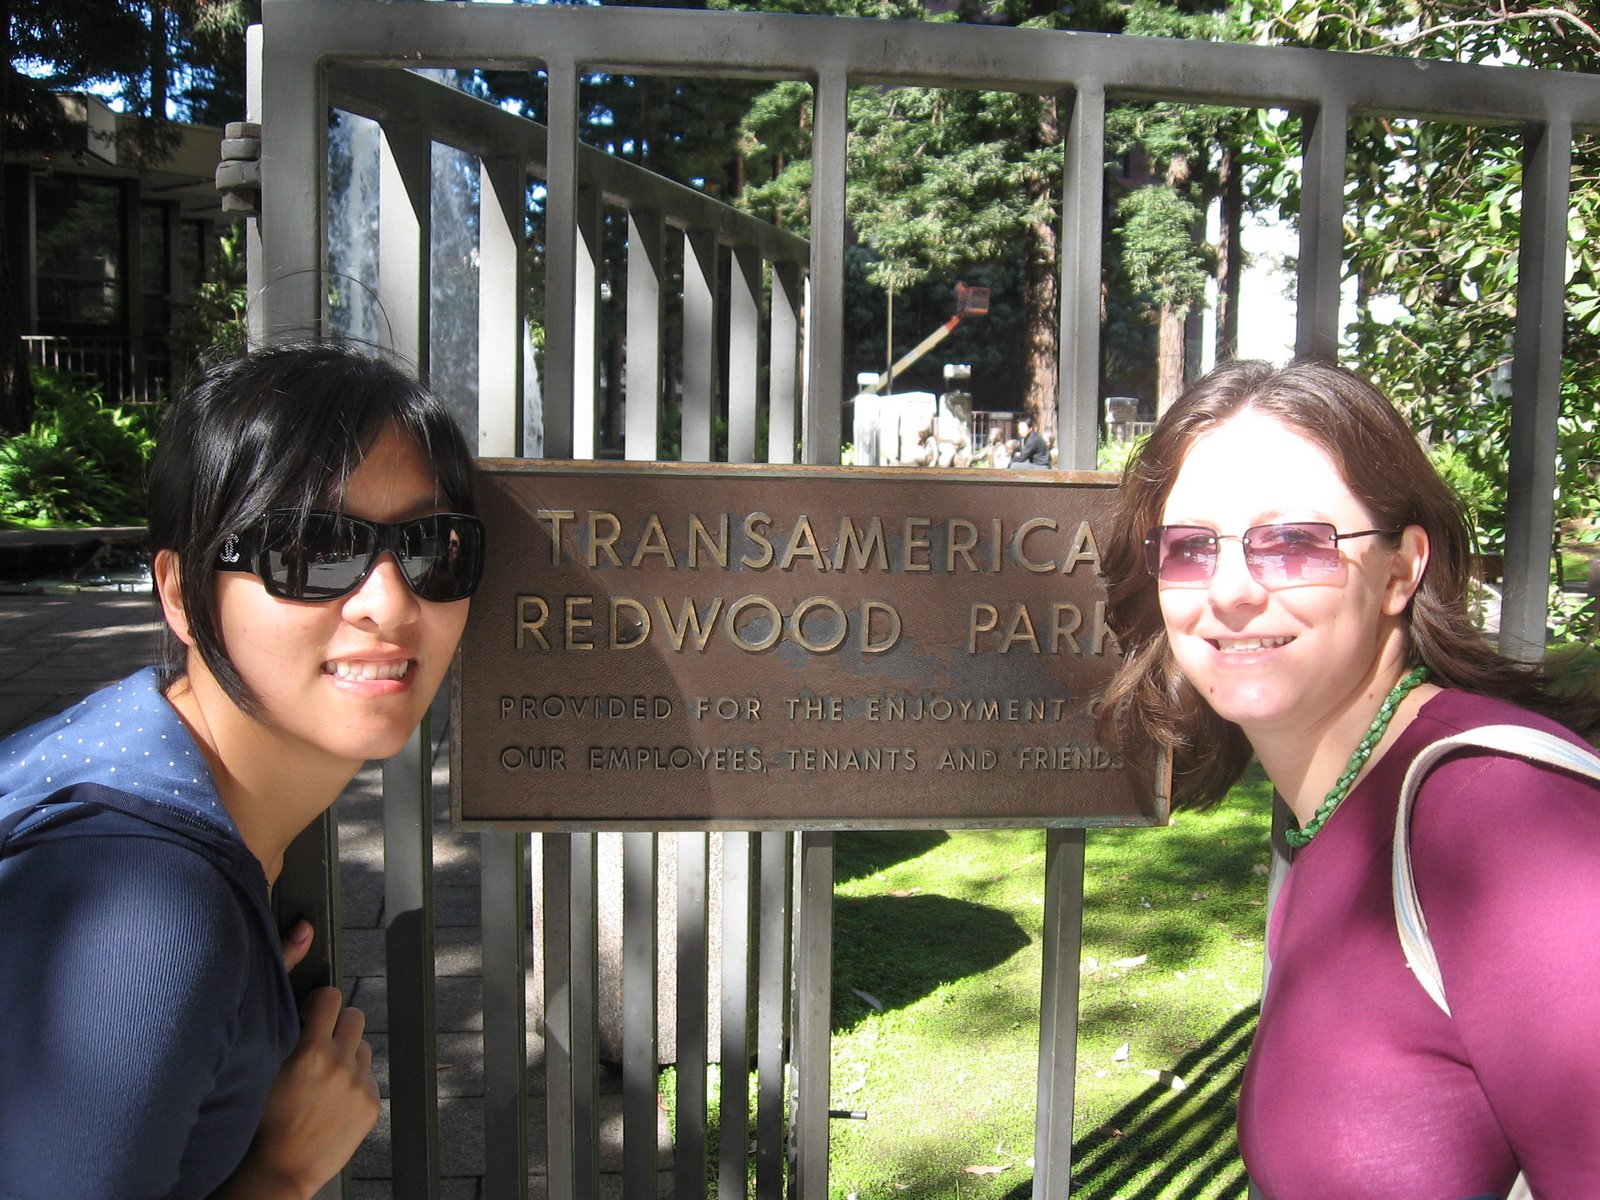 TRANSAMERICA
REDWOOD PARK
PROVIDED FOR THE ENJOYMENT
OUR EMPLOYEES, TENANTS AND FRIENDS